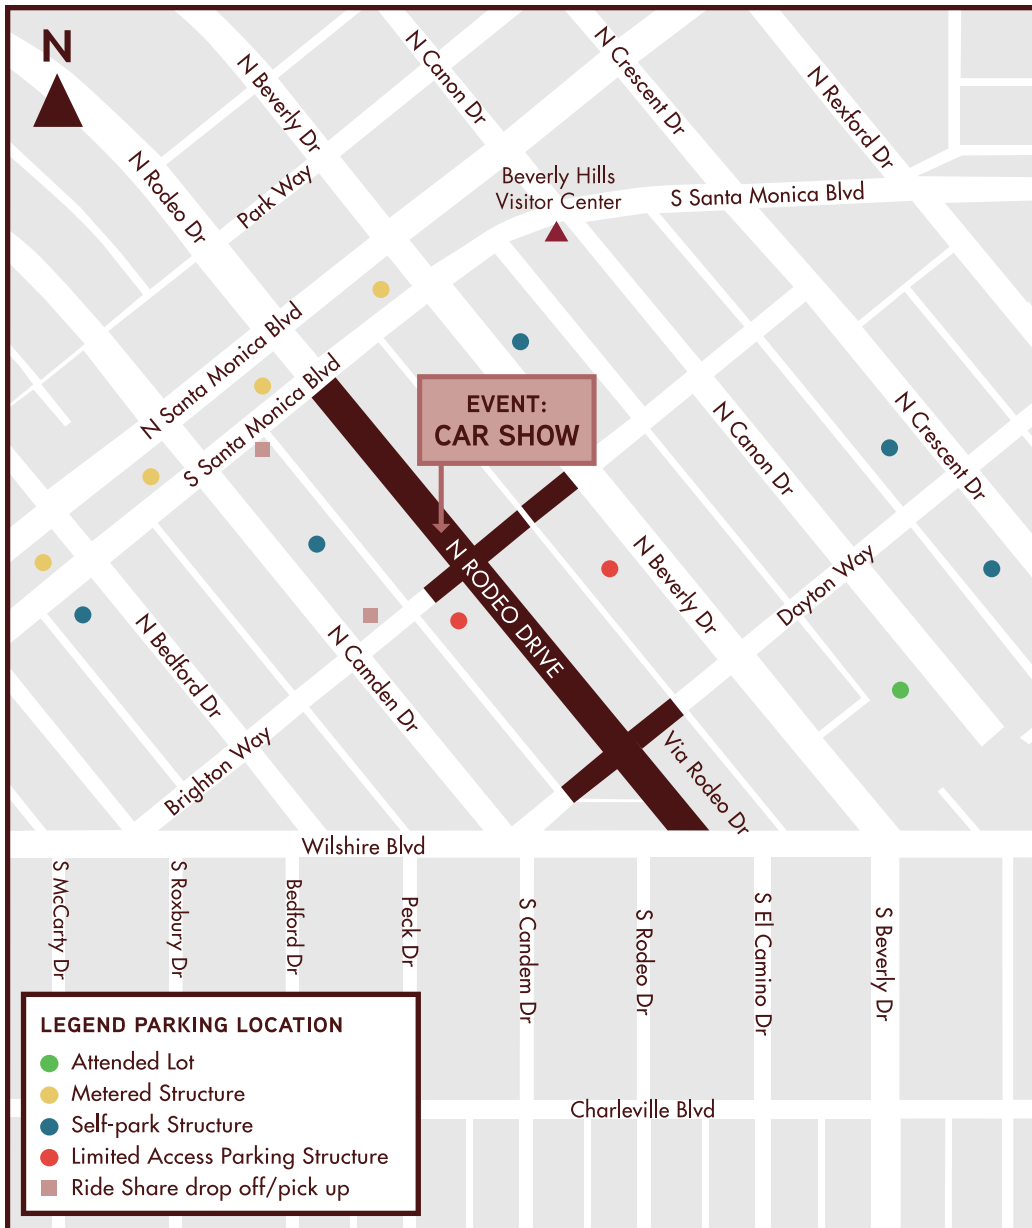 N
N Beverly Dr
N Canon Dr
N Crescent Dr
N Rexford Dr
N Rodeo Dr
Park Way
Beverly Hills
Visitor Center
S Santa Monica Blvd
N Santa Monica Blvd
S Santa Monica Blvd
EVENT:
CAR SHOW
N Canon Dr
N Crescent Dr
N RODEO DRIVE
N Beverly Dr
Dayton Way
N Bedford Dr
N Camden Dr
Brighton Way
Via Rodeo Dr
Wilshire Blvd
S McCarty Dr
S Roxbury Dr
Bedford Dr
Peck Dr
S Candem Dr
S Rodeo Dr
S El Camino Dr
S Beverly Dr
LEGEND PARKING LOCATION
Attended Lot
Metered Structure
Self-park Structure
Limited Access Parking Structure
Ride Share drop off/pick up
Charleville Blvd